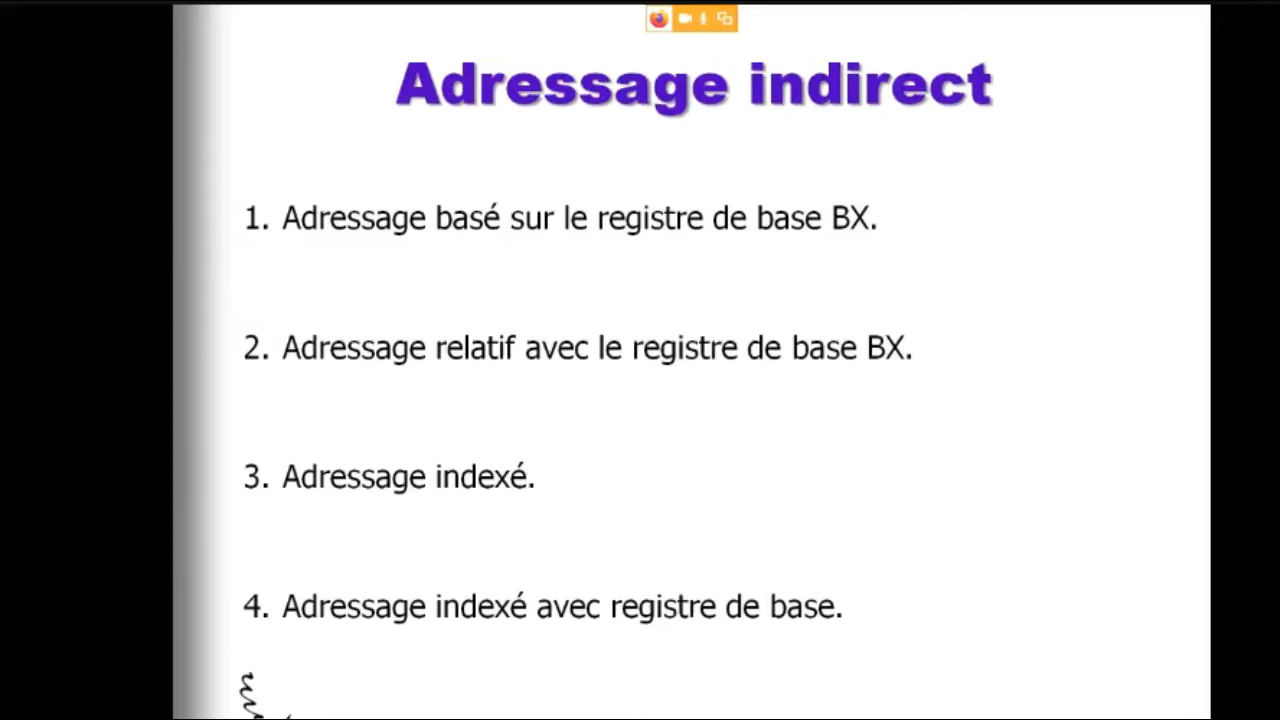 Adressage indirect
1. Adressage basé sur le registre de base BX.
2. Adressage relatif avec le registre de base BX.
3. Adressage indexé.
4. Adressage indexé avec registre de base.